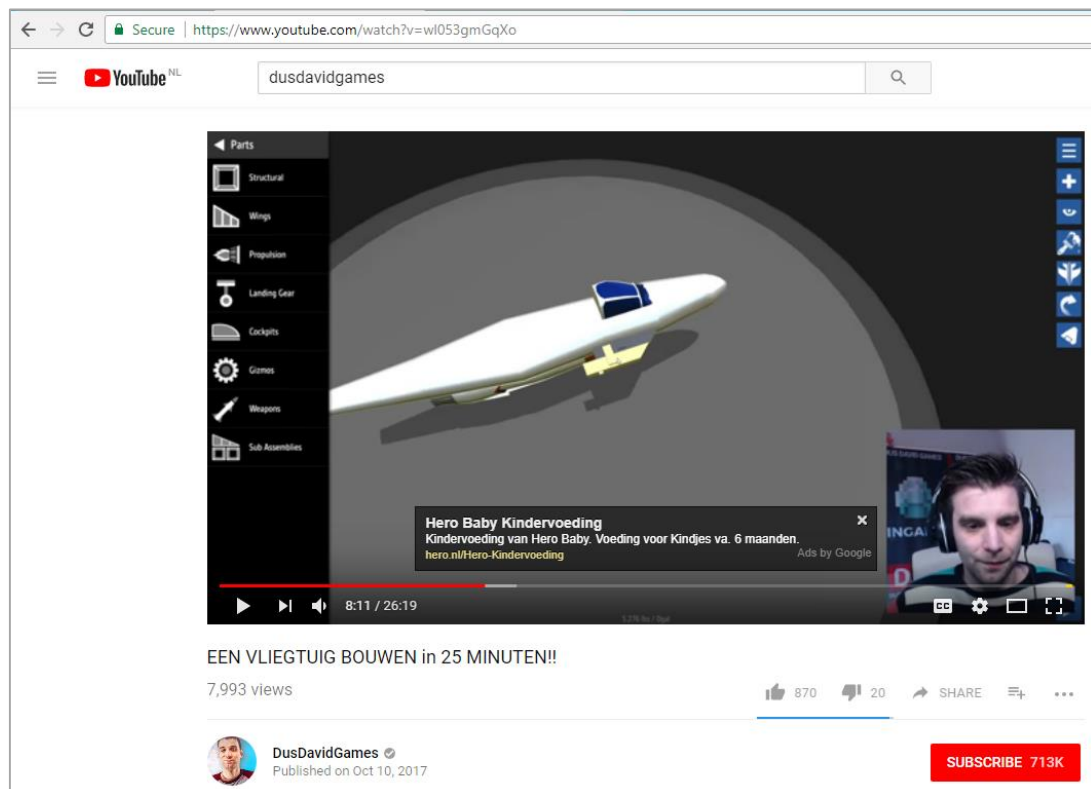 Secure | https://www.youtube.com/watch?v=wl053gmGqXo
YouTube NL
dusdavidgames
Parts
Structural
Wings
Propulsion
Landing Gear
Cockpits
Gizmos
Weapons
Sub Assemblies
Hero Baby Kindervoeding
Kindervoeding van Hero Baby. Voeding voor Kindjes va. 6 maanden.
hero.nl/Hero-Kindervoeding
Ads by Google
8:11 / 26:19
CC
EEN VLIEGTUIG BOUWEN in 25 MINUTEN!!
7,993 views
870
20
SHARE
DusDavidGames
Published on Oct 10, 2017
SUBSCRIBE 713K